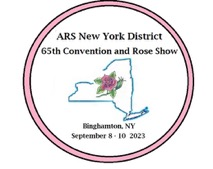 ARS New York District
65th Convention and Rose Show
Binghamton, NY
September 8 - 10 2023